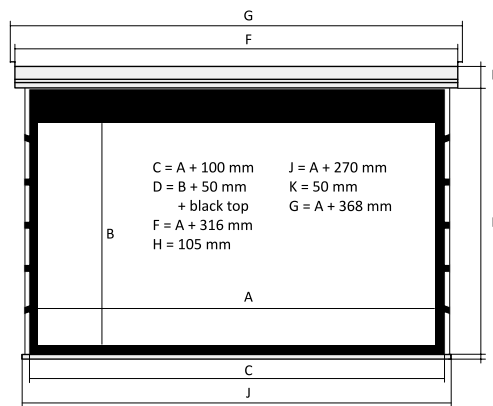 G
F
C = A + 100 mm
D = B + 50 mm
+ black top
F = A + 316 mm
H = 105 mm
J = A + 270 mm
K = 50 mm
G = A + 368 mm
B
A
C
J